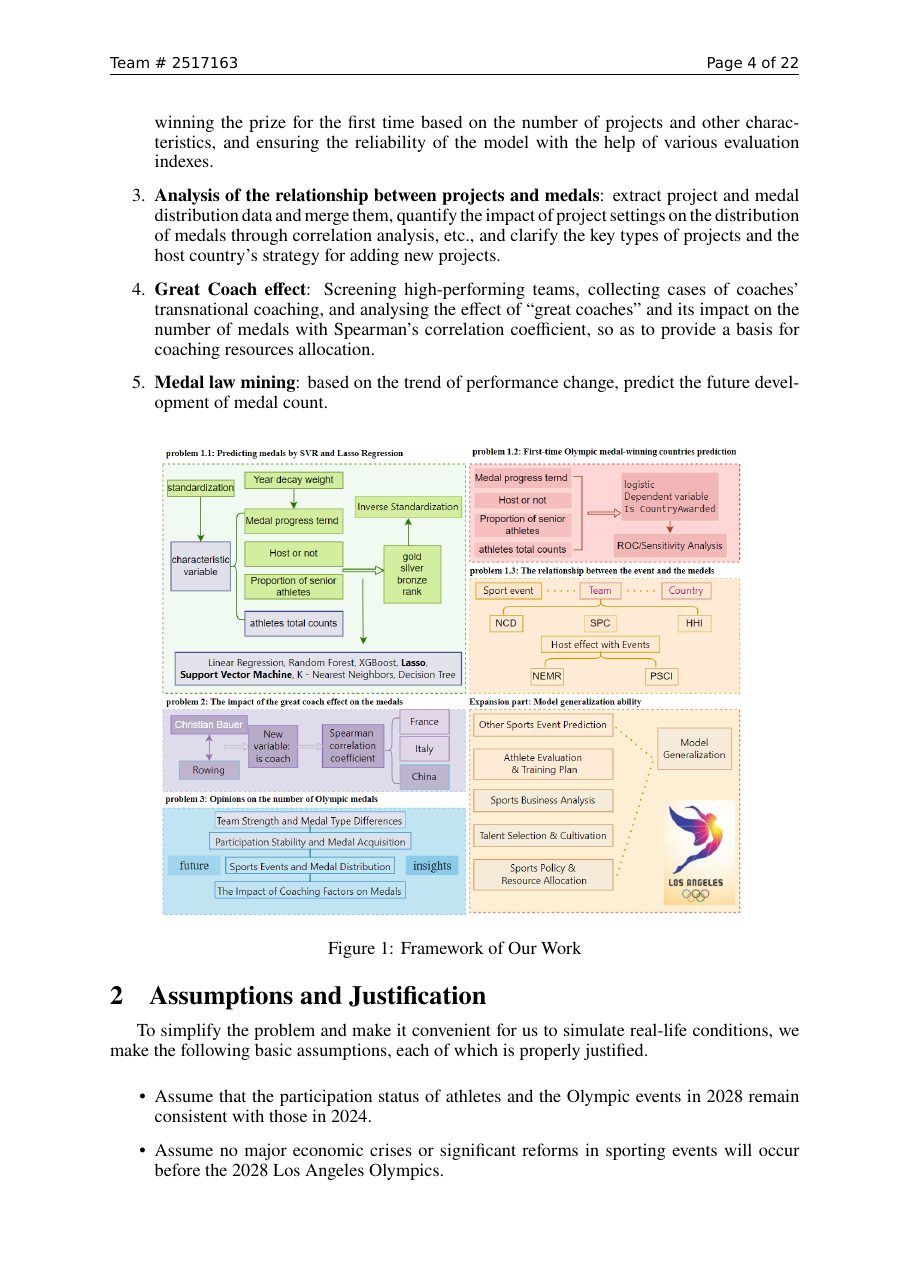 Team # 2517163
Page 4 of 22
winning the prize for the first time based on the number of projects and other charac-
teristics, and ensuring the reliability of the model with the help of various evaluation
indexes.
3. Analysis of the relationship between projects and medals: extract project and medal
distribution data and merge them, quantify the impact of project settings on the distribution
of medals through correlation analysis, etc., and clarify the key types of projects and the
host country's strategy for adding new projects.
4. Great Coach effect: Screening high-performing teams, collecting cases of coaches'
transnational coaching, and analysing the effect of “great coaches” and its impact on the
number of medals with Spearman's correlation coefficient, so as to provide a basis for
coaching resources allocation.
5. Medal law mining: based on the trend of performance change, predict the future devel-
opment of medal count.
problem 1.1: Predicting medals by SVR and Lasso Regression
standardization
Year decay weight
Inverse Standardization
Medal progress ternd
characteristic
variable
Host or not
Proportion of senior
athletes
athletes total counts
gold
silver
bronze
rank
Linear Regression, Random Forest, XGBoost, Lasso,
Support Vector Machine, K - Nearest Neighbors, Decision Tree
problem 1.2: First-time Olympic medal-winning countries prediction
Medal progress ternd
Host or not
Proportion of senior
athletes
athletes total counts
logistic
Dependent variable
Is CountryAwarded
ROC/Sensitivity Analysis
problem 1.3: The relationship between the event and the medels
Sport event
Team
Country
NCD
SPC
HHI
Host effect with Events
NEMR
PSCI
problem 2: The impact of the great coach effect on the medals
Christian Bauer
Rowing
New
variable:
is coach
Spearman
correlation
coefficient
France
Italy
China
problem 3: Opinions on the number of Olympic medals
Team Strength and Medal Type Differences
Participation Stability and Medal Acquisition
future
Sports Events and Medal Distribution
insights
The Impact of Coaching Factors on Medals
Expansion part: Model generalization ability
Other Sports Event Prediction
Athlete Evaluation
& Training Plan
Sports Business Analysis
Talent Selection & Cultivation
Sports Policy &
Resource Allocation
Model
Generalization
LOS ANGELES
Figure 1: Framework of Our Work
2 Assumptions and Justification
To simplify the problem and make it convenient for us to simulate real-life conditions, we
make the following basic assumptions, each of which is properly justified.
• Assume that the participation status of athletes and the Olympic events in 2028 remain
consistent with those in 2024.
• Assume no major economic crises or significant reforms in sporting events will occur
before the 2028 Los Angeles Olympics.